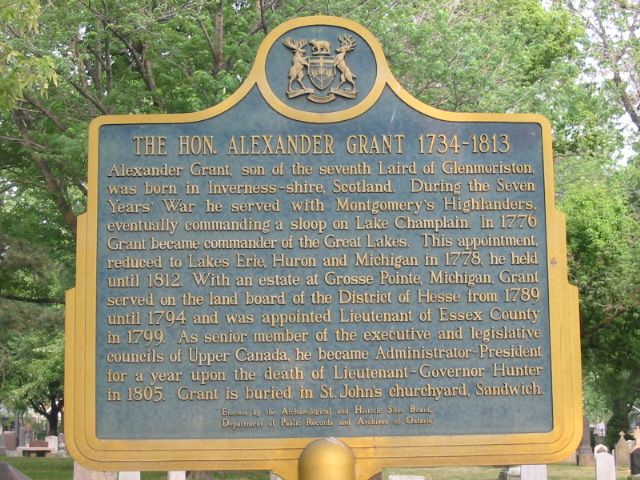 THE HON. ALEXANDER GRANT 1734-1813
Alexander Grant, son of the seventh Laird of Glenmoriston,
was born in Inverness-shire, Scotland. During the Seven
Years' War he served with Montgomery's Highlanders,
eventually commanding a sloop on Lake Champlain. In 1776
Grant became commander of the Great Lakes. This appointment,
reduced to Lakes Erie, Huron and Michigan in 1778, he held
until 1812. With an estate at Grosse Pointe, Michigan, Grant
served on the land board of the District of Hesse from 1789
until 1794 and was appointed Lieutenant of Essex County
in 1799. As senior member of the executive and legislative
councils of Upper Canada, he became Administrator-President
for a year upon the death of Lieutenant-Governor Hunter
in 1805. Grant is buried in St. John's churchyard, Sandwich.
Erected by the Archaeological and Historic Sites Board,
Department of Public Records and Archives of Ontario